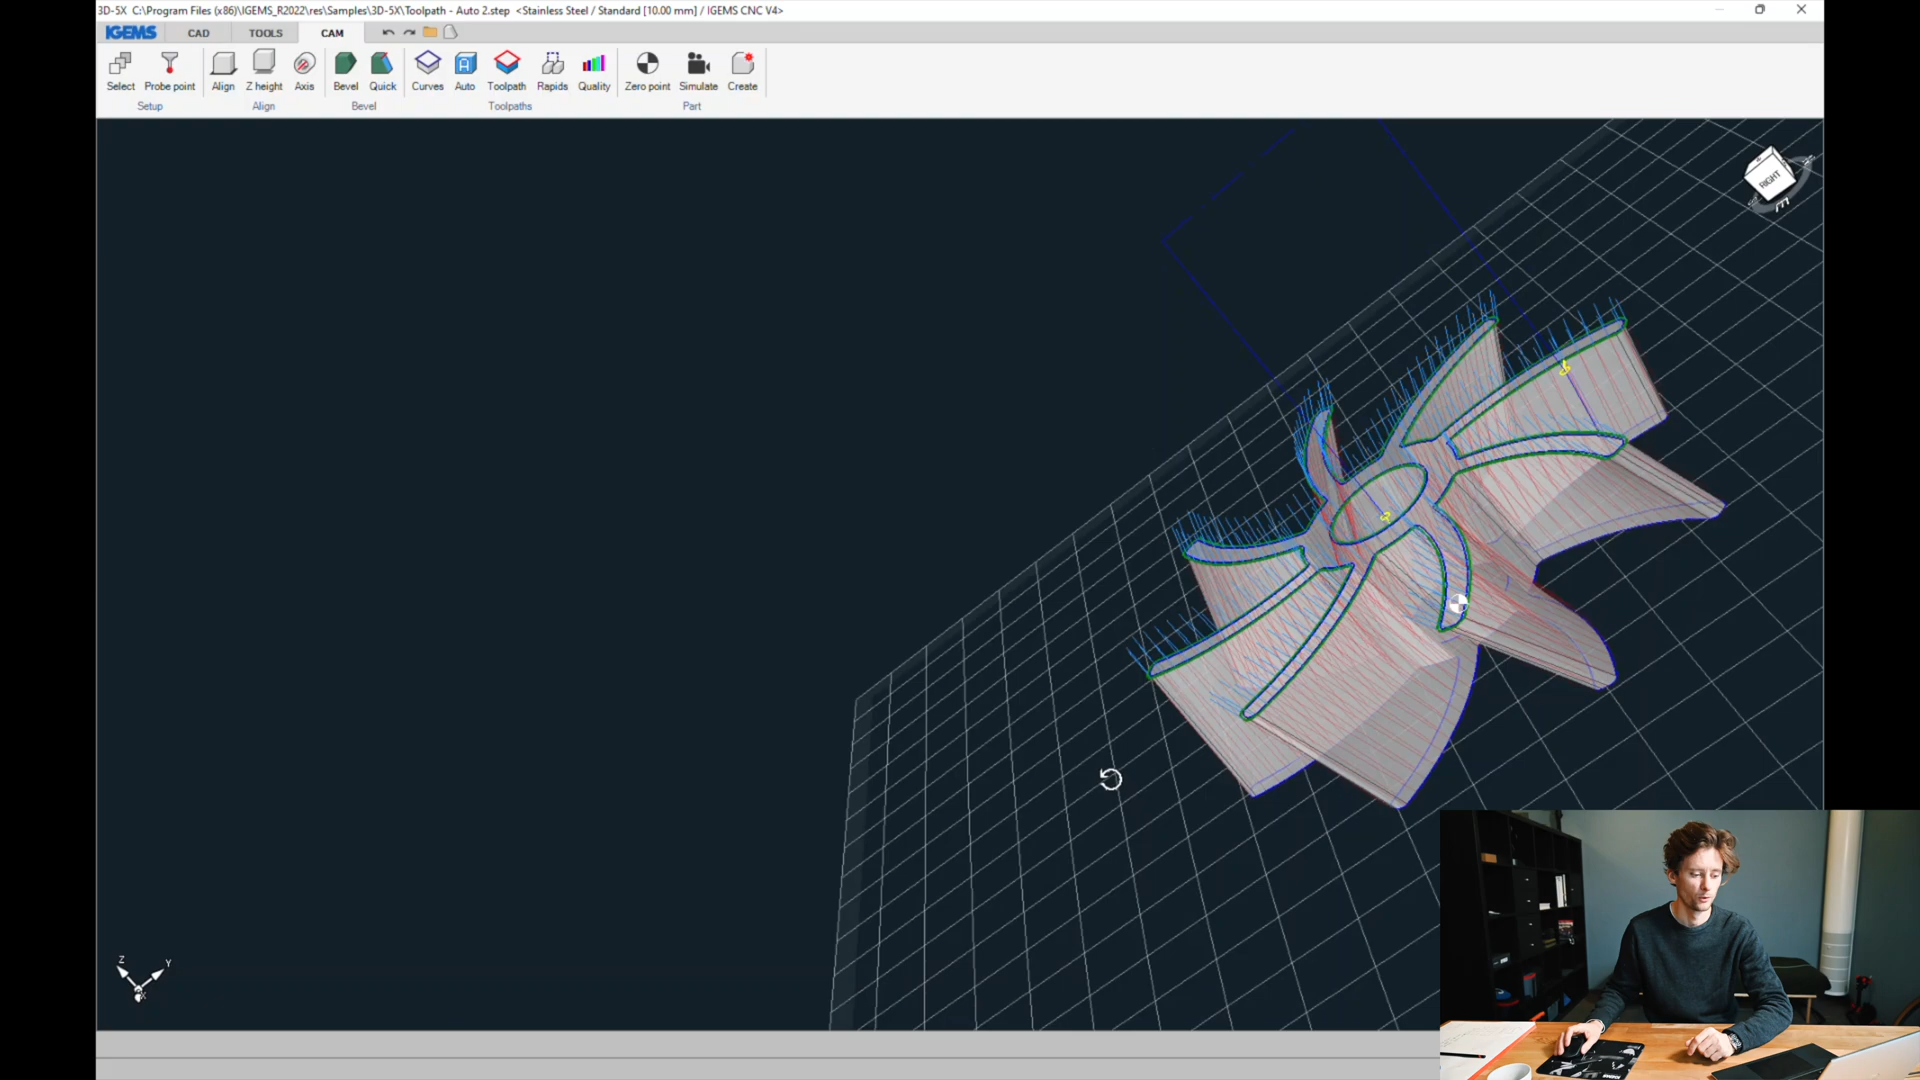 3D-5X C:\Program Files (x86)\IGEMS_R2022\res\Samples\3D-5X\Toolpath - Auto 2.step <Stainless Steel / Standard [10.00 mm] / IGEMS CNC V4>
IGEMS CAD TOOLS CAM
Select Probe point Align Z height Axis Bevel Quick Curves Auto Toolpath Rapids Quality Zero point Simulate Create
Setup Align Bevel Toolpaths Part
RIGHT
Z Y
X